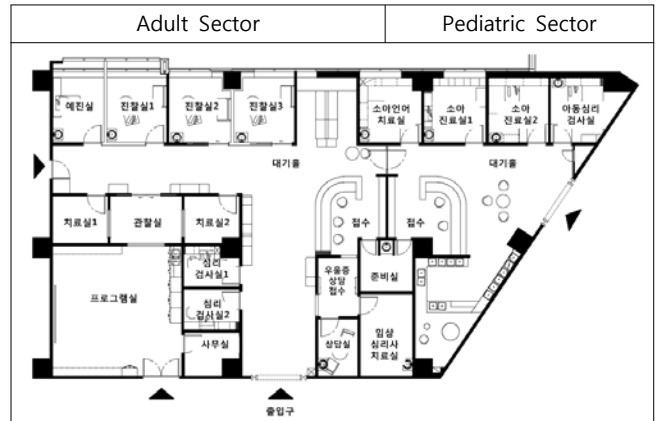 Adult Sector
Pediatric Sector
예진실
진찰실1
진찰실2
진찰실3
소아언어
치료실
소아
진료실1
소아
진료실2
아동심리
검사실
대기홀
대기홀
치료실1
관찰실
치료실2
접수
접수
심리
검사실1
우울증
상담
접수
준비실
프로그램실
심리
검사실2
사무실
상담실
임상
심리사
치료실
출입구